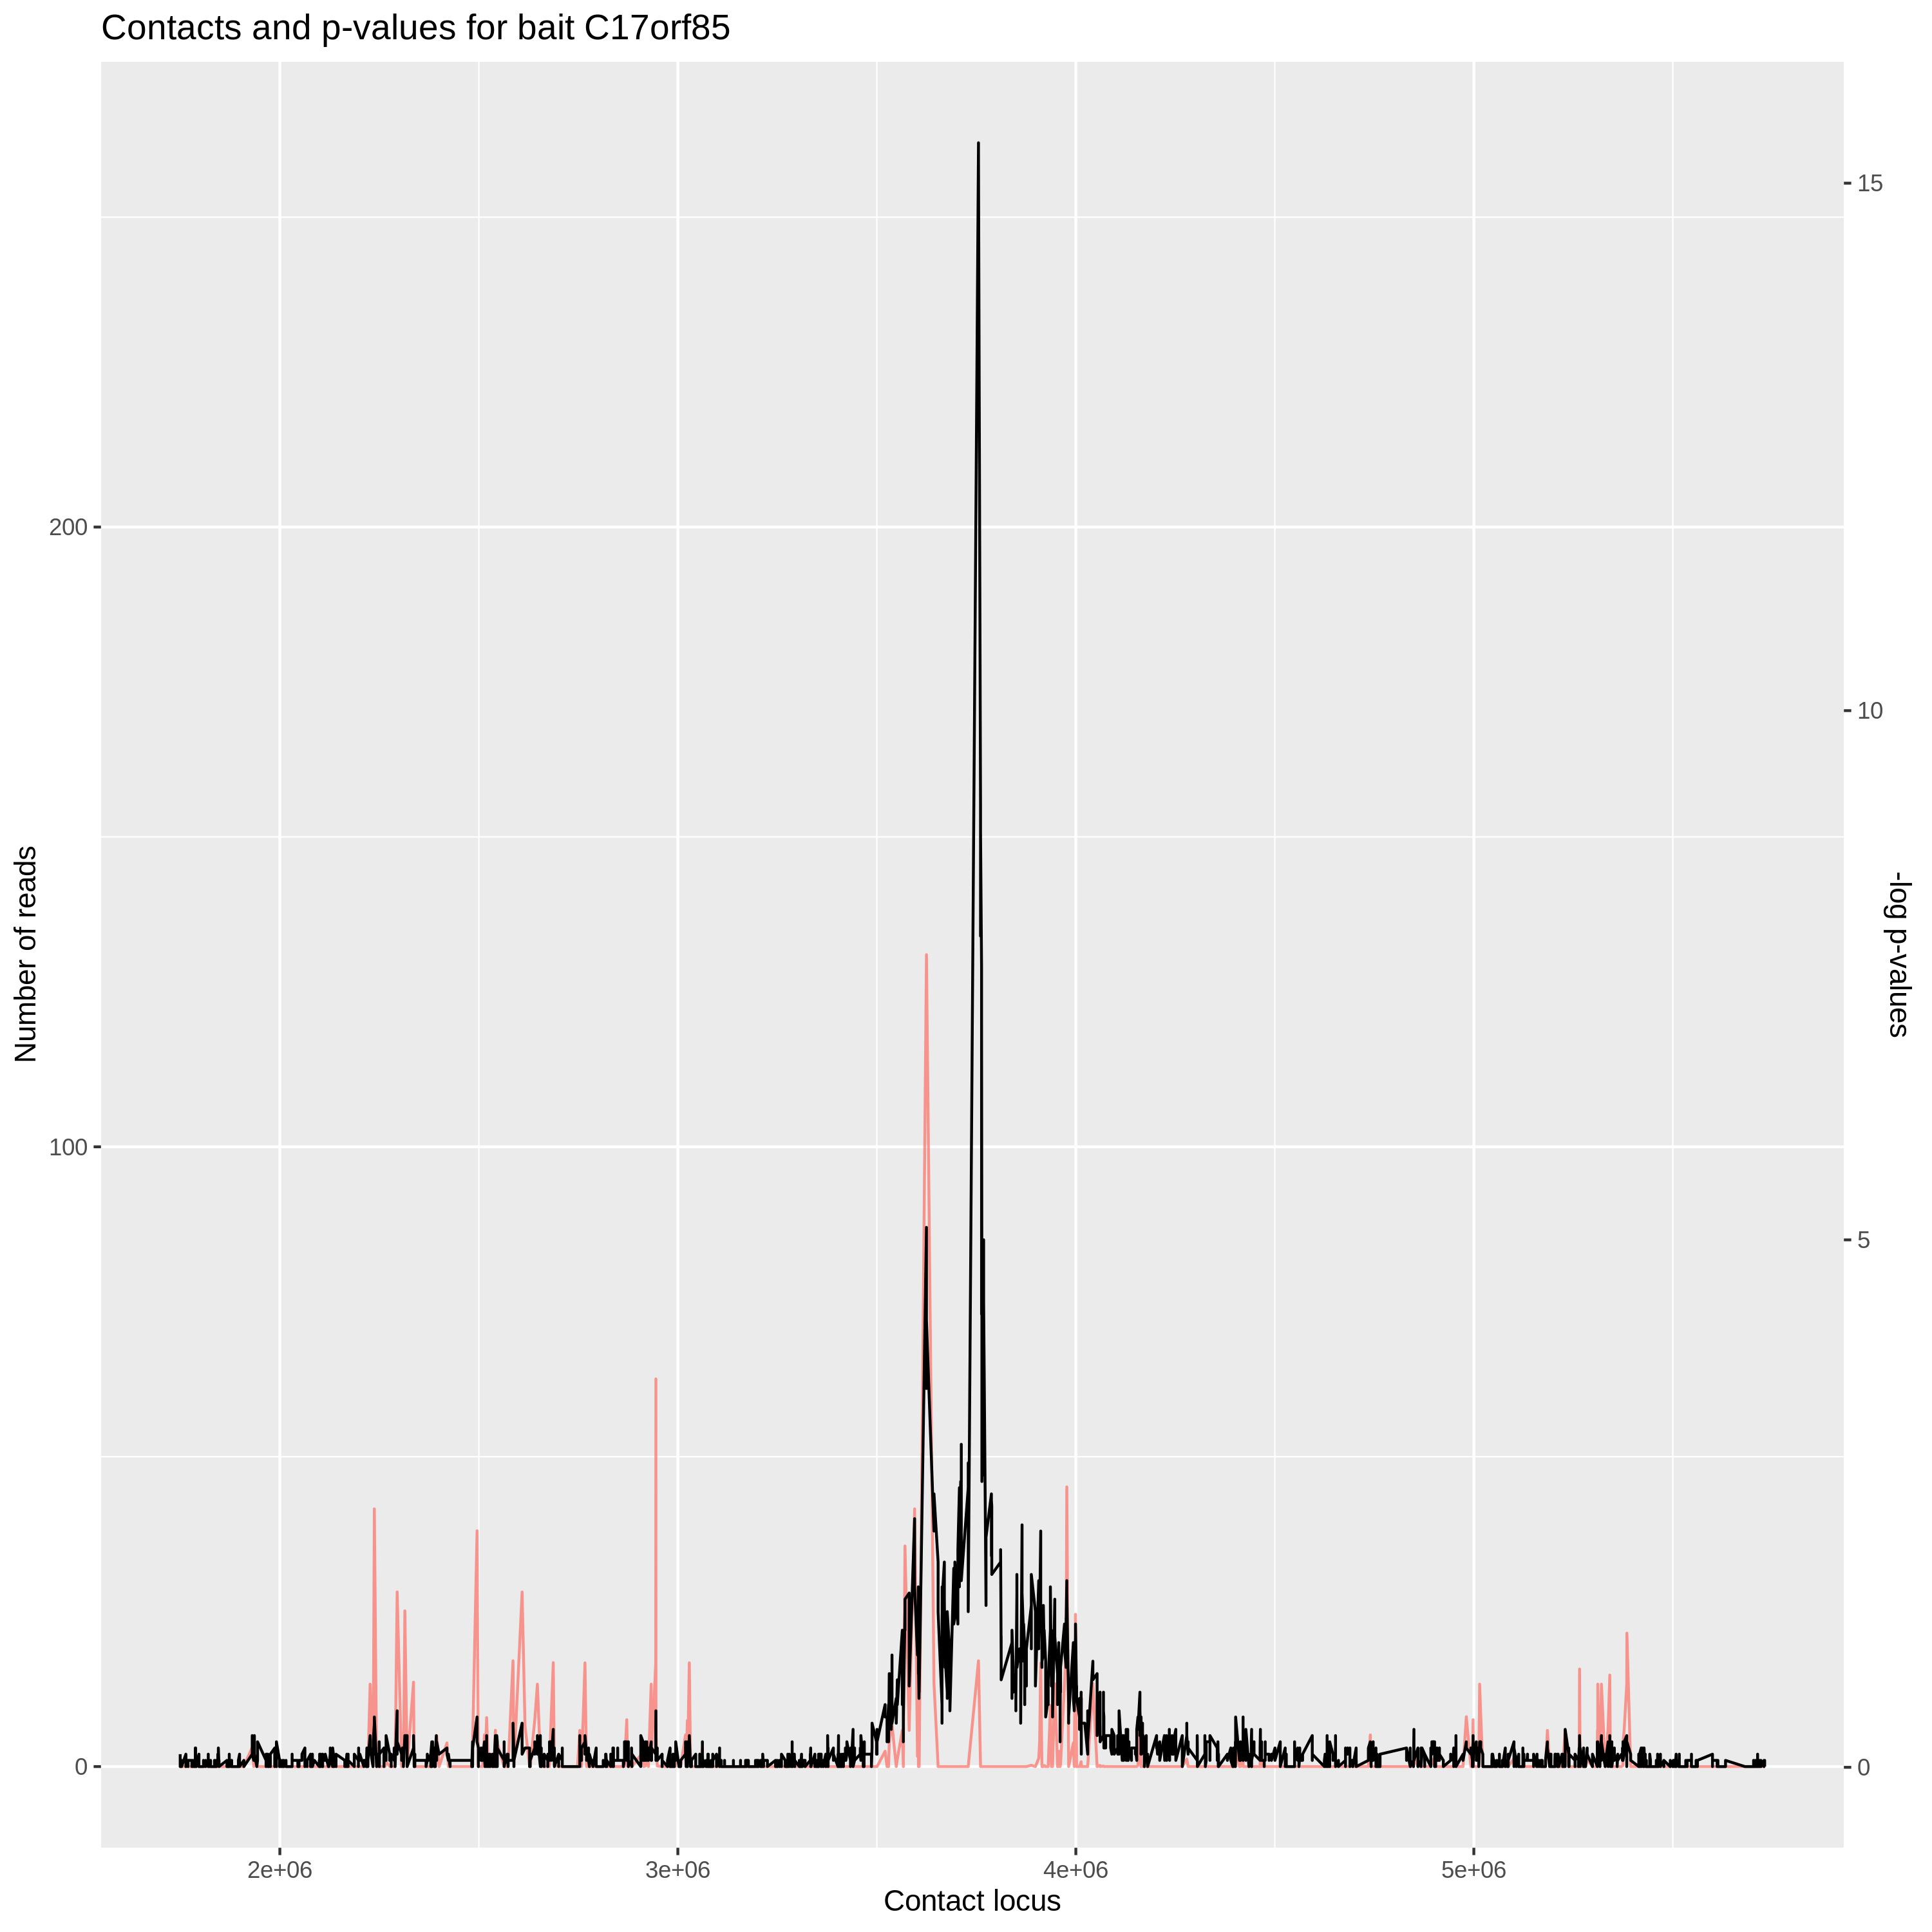 Contacts and p-values for bait C17orf85
15
200
10
Number of reads
-log p-values
100
5
0
0
2e+06
3e+06
4e+06
5e+06
Contact locus